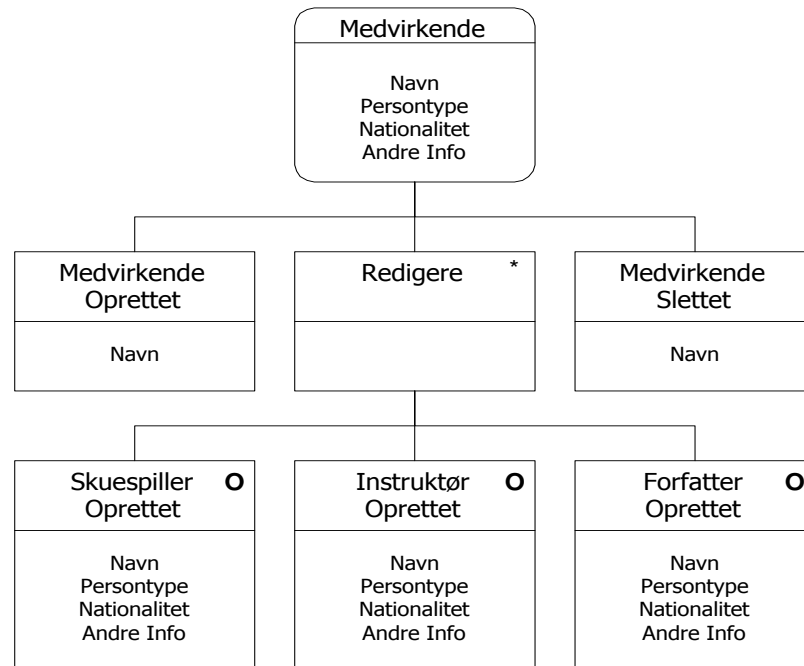 Medvirkende
Navn
Persontype
Nationalitet
Andre Info
Medvirkende
Oprettet
Navn
Redigere *
Medvirkende
Slettet
Navn
Skuespiller O
Oprettet
Navn
Persontype
Nationalitet
Andre Info
Instruktør O
Oprettet
Navn
Persontype
Nationalitet
Andre Info
Forfatter O
Oprettet
Navn
Persontype
Nationalitet
Andre Info